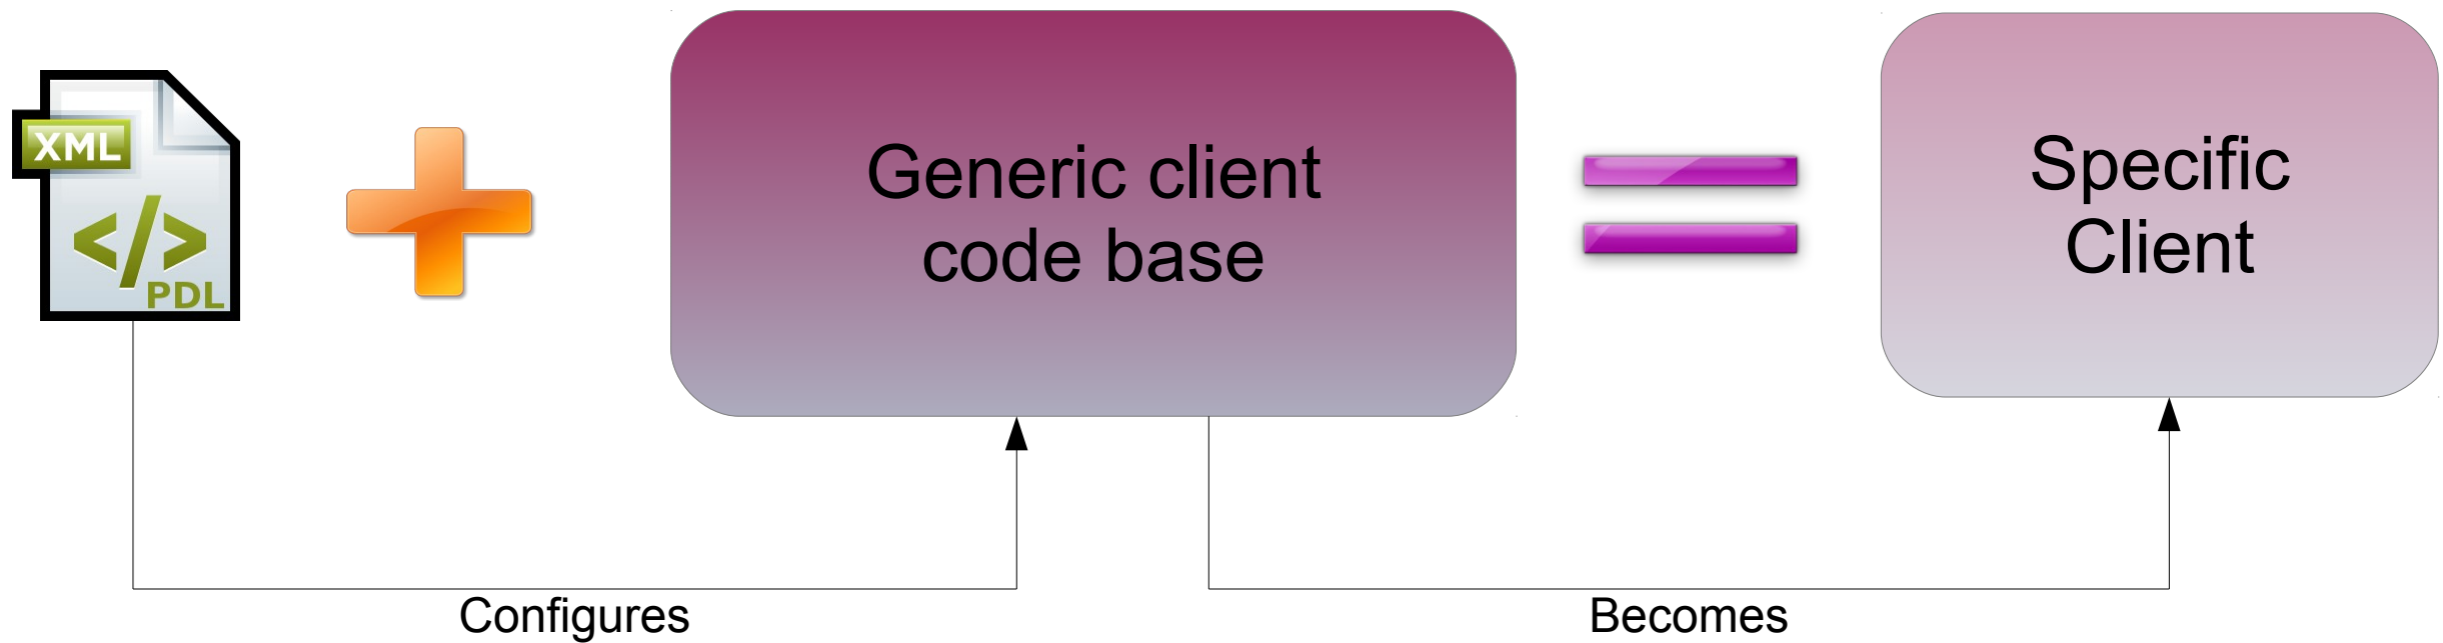 XML
</>
PDL
Generic client
code base
Specific
Client
Configures
Becomes